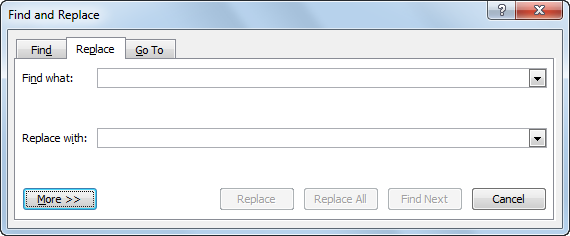 Find and Replace
?
Find Replace Go To
Find what:
Replace with:
More >> Replace Replace All Find Next Cancel